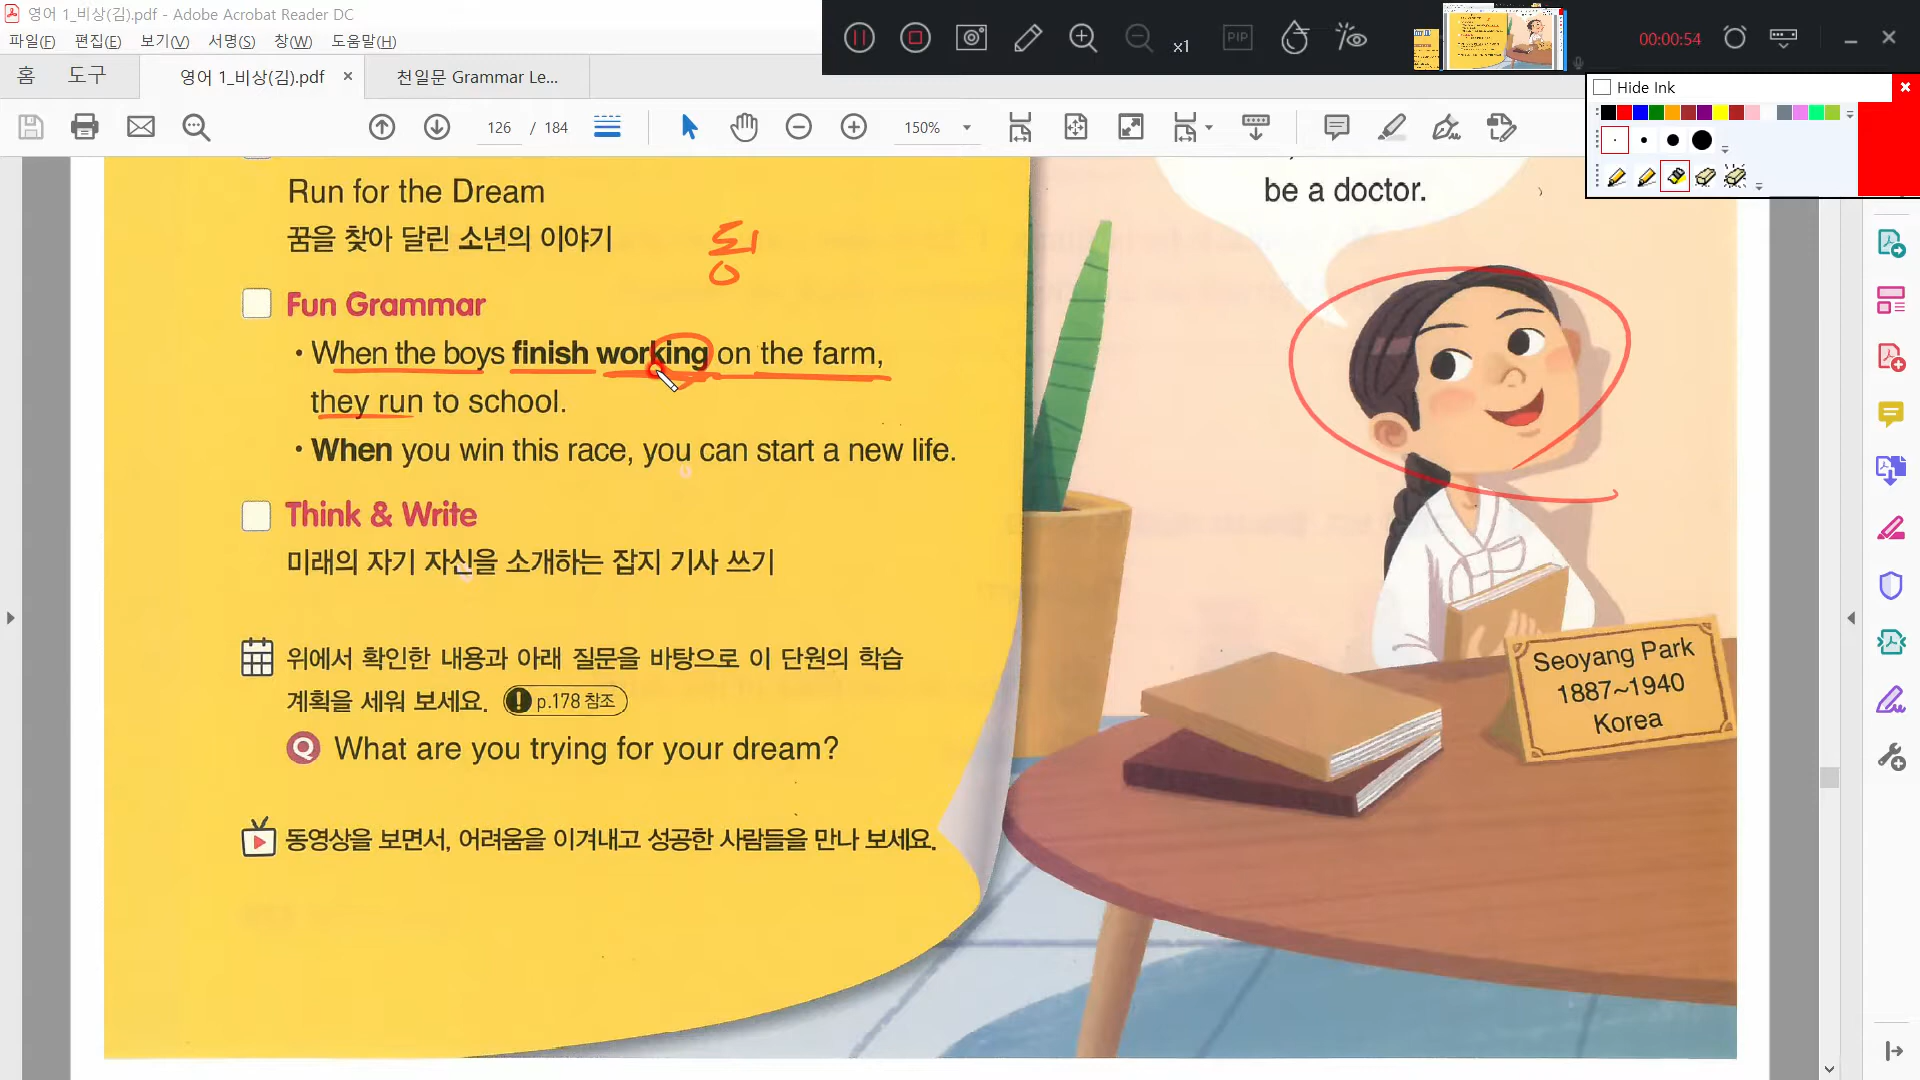 영어 1_비상(김).pdf - Adobe Acrobat Reader DC
파일(F) 편집(E) 보기(V) 서명(S) 창(W) 도움말(H)
x1
PIP
00:00:54
홈 도구 영어 1_비상(김).pdf × 천일문 Grammar Le...
Hide Ink
126 / 184
150%
Run for the Dream
꿈을 찾아 달린 소년의 이야기
동
Fun Grammar
• When the boys finish working on the farm,
they run to school.
• When you win this race, you can start a new life.
Think & Write
미래의 자기 자신을 소개하는 잡지 기사 쓰기
위에서 확인한 내용과 아래 질문을 바탕으로 이 단원의 학습
계획을 세워 보세요. ! p.178 참조
Q What are you trying for your dream?
동영상을 보면서, 어려움을 이겨내고 성공한 사람들을 만나 보세요.
be a doctor.
Seoyang Park
1887~1940
Korea